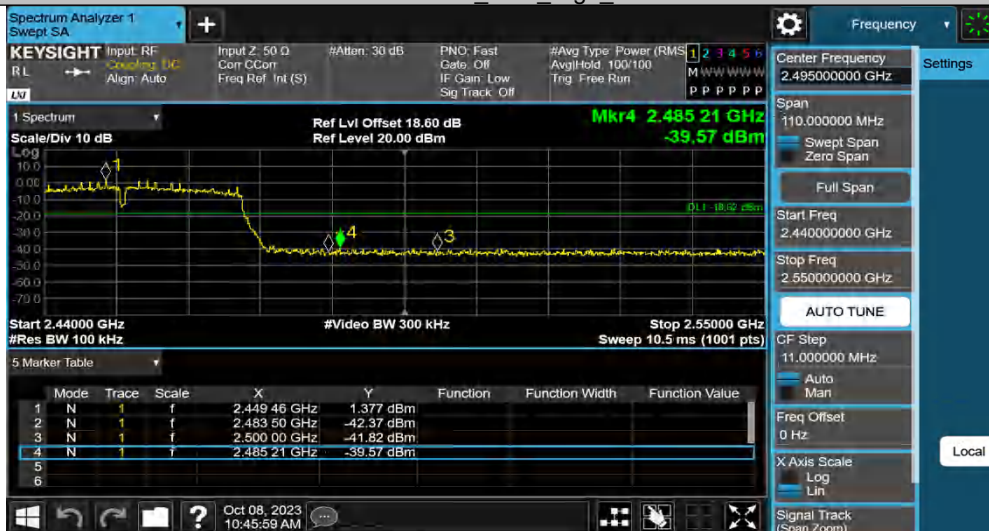 Spectrum Analyzer 1
Swept SA
Frequency
KEYSIGHT
RL
LXI
Input: RF
Coupling: DC
Align: Auto
Input Z: 50 Ω
Corr CCorr
Freq Ref: Int (S)
#Atten: 30 dB
PNO: Fast
Gate: Off
IF Gain: Low
Sig Track: Off
#Avg Type: Power (RMS
Avg|Hold: 100/100
Trig: Free Run
1 2 3 4 5 6
M W W W W W
P P P P P P
1 Spectrum
Scale/Div 10 dB
Ref Lvl Offset 18.60 dB
Ref Level 20.00 dBm
Mkr4 2.485 21 GHz
-39.57 dBm
Log
10.0
0.00
-10.0
-20.0
-30.0
-40.0
-50.0
-60.0
-70.0
1
4
3
DL1 -18.62 dBm
Start 2.44000 GHz
#Res BW 100 kHz
#Video BW 300 kHz
Stop 2.55000 GHz
Sweep 10.5 ms (1001 pts)
5 Marker Table
Mode Trace Scale X Y Function Function Width Function Value
1 N 1 f 2.449 46 GHz 1.377 dBm
2 N 1 f 2.483 50 GHz -42.37 dBm
3 N 1 f 2.500 00 GHz -41.82 dBm
4 N 1 f 2.485 21 GHz -39.57 dBm
5
6
?
Oct 08, 2023
10:45:59 AM
Center Frequency
2.495000000 GHz
Span
110.000000 MHz
Swept Span
Zero Span
Full Span
Start Freq
2.440000000 GHz
Stop Freq
2.550000000 GHz
AUTO TUNE
CF Step
11.000000 MHz
Auto
Man
Freq Offset
0 Hz
X Axis Scale
Log
Lin
Signal Track
(Span Zoom)
Settings
Local